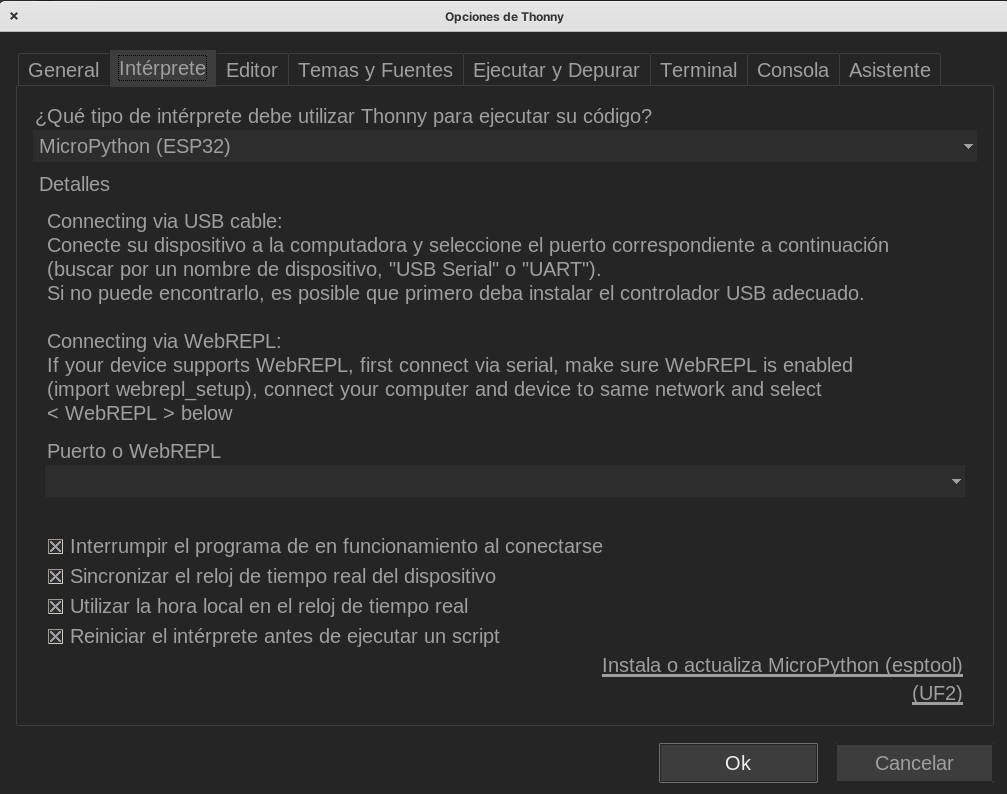 Opciones de Thonny
General Intérprete Editor Temas y Fuentes Ejecutar y Depurar Terminal Consola Asistente
¿Qué tipo de intérprete debe utilizar Thonny para ejecutar su código?
MicroPython (ESP32)
Detalles
Connecting via USB cable:
Conecte su dispositivo a la computadora y seleccione el puerto correspondiente a continuación
(buscar por un nombre de dispositivo, "USB Serial" o "UART").
Si no puede encontrarlo, es posible que primero deba instalar el controlador USB adecuado.
Connecting via WebREPL:
If your device supports WebREPL, first connect via serial, make sure WebREPL is enabled
(import webrepl_setup), connect your computer and device to same network and select
< WebREPL > below
Puerto o WebREPL
Interrumpir el programa de en funcionamiento al conectarse
Sincronizar el reloj de tiempo real del dispositivo
Utilizar la hora local en el reloj de tiempo real
Reiniciar el intérprete antes de ejecutar un script
Instala o actualiza MicroPython (esptool)
(UF2)
Ok Cancelar